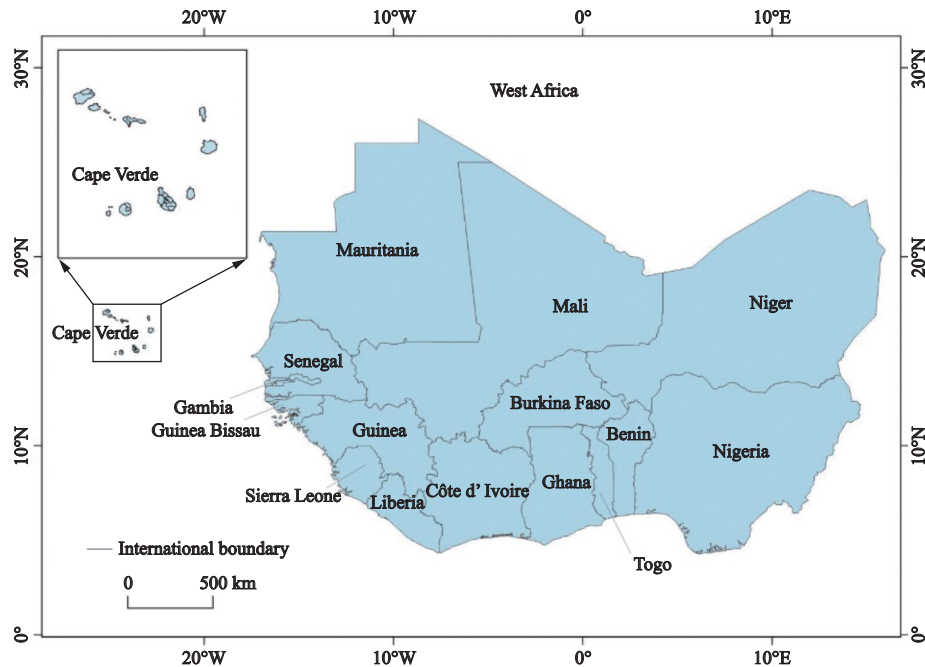 20°W 10°W 0° 10°E
30°N 30°N
West Africa
Cape Verde
Mauritania
20°N 20°N
Mali
Niger
Cape Verde
Senegal
Gambia
Burkina Faso
Guinea Bissau
Guinea
Benin
10°N 10°N
Nigeria
Ghana
Côte d’ Ivoire
Sierra Leone
Liberia
International boundary
Togo
0 500 km
0° 0°
20°W 10°W 0° 10°E